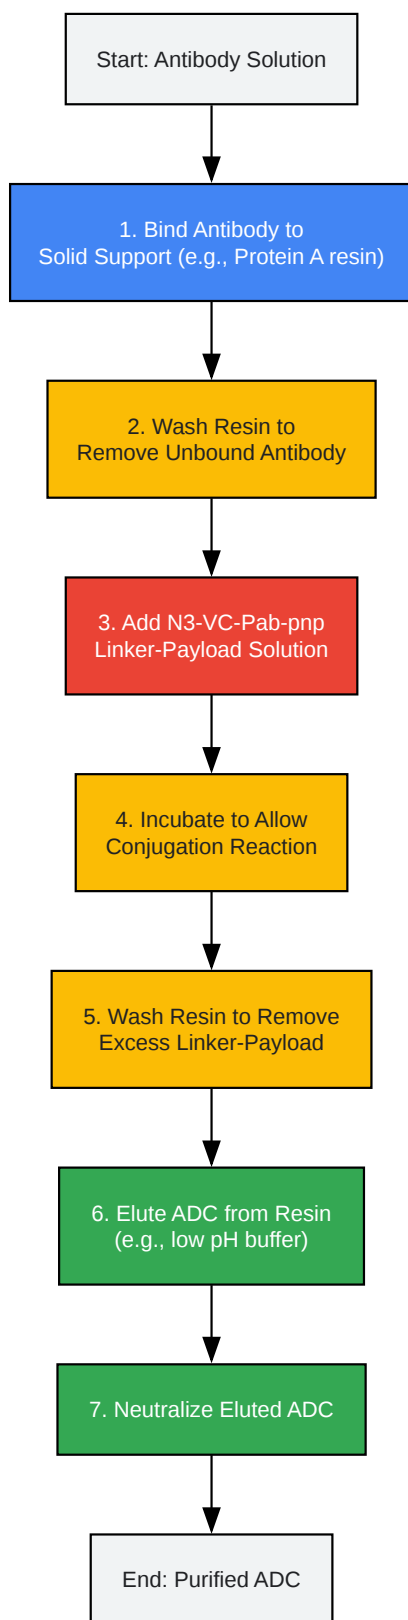 Start: Antibody Solution
1. Bind Antibody to
Solid Support (e.g., Protein A resin)
2. Wash Resin to
Remove Unbound Antibody
3. Add N3-VC-Pab-pnp
Linker-Payload Solution
4. Incubate to Allow
Conjugation Reaction
5. Wash Resin to Remove
Excess Linker-Payload
6. Elute ADC from Resin
(e.g., low pH buffer)
7. Neutralize Eluted ADC
End: Purified ADC